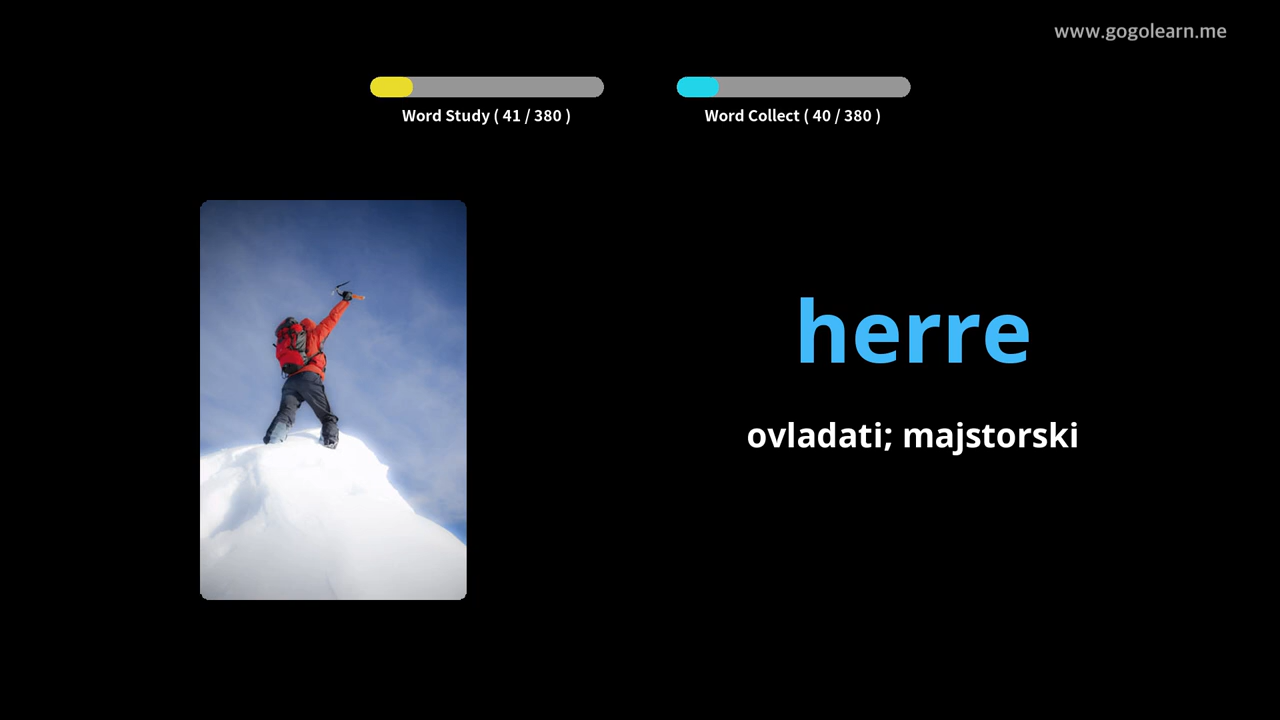 www.gogolearn.me
Word Study ( 41 / 380 )
Word Collect ( 40 / 380 )
herre
ovladati; majstorski